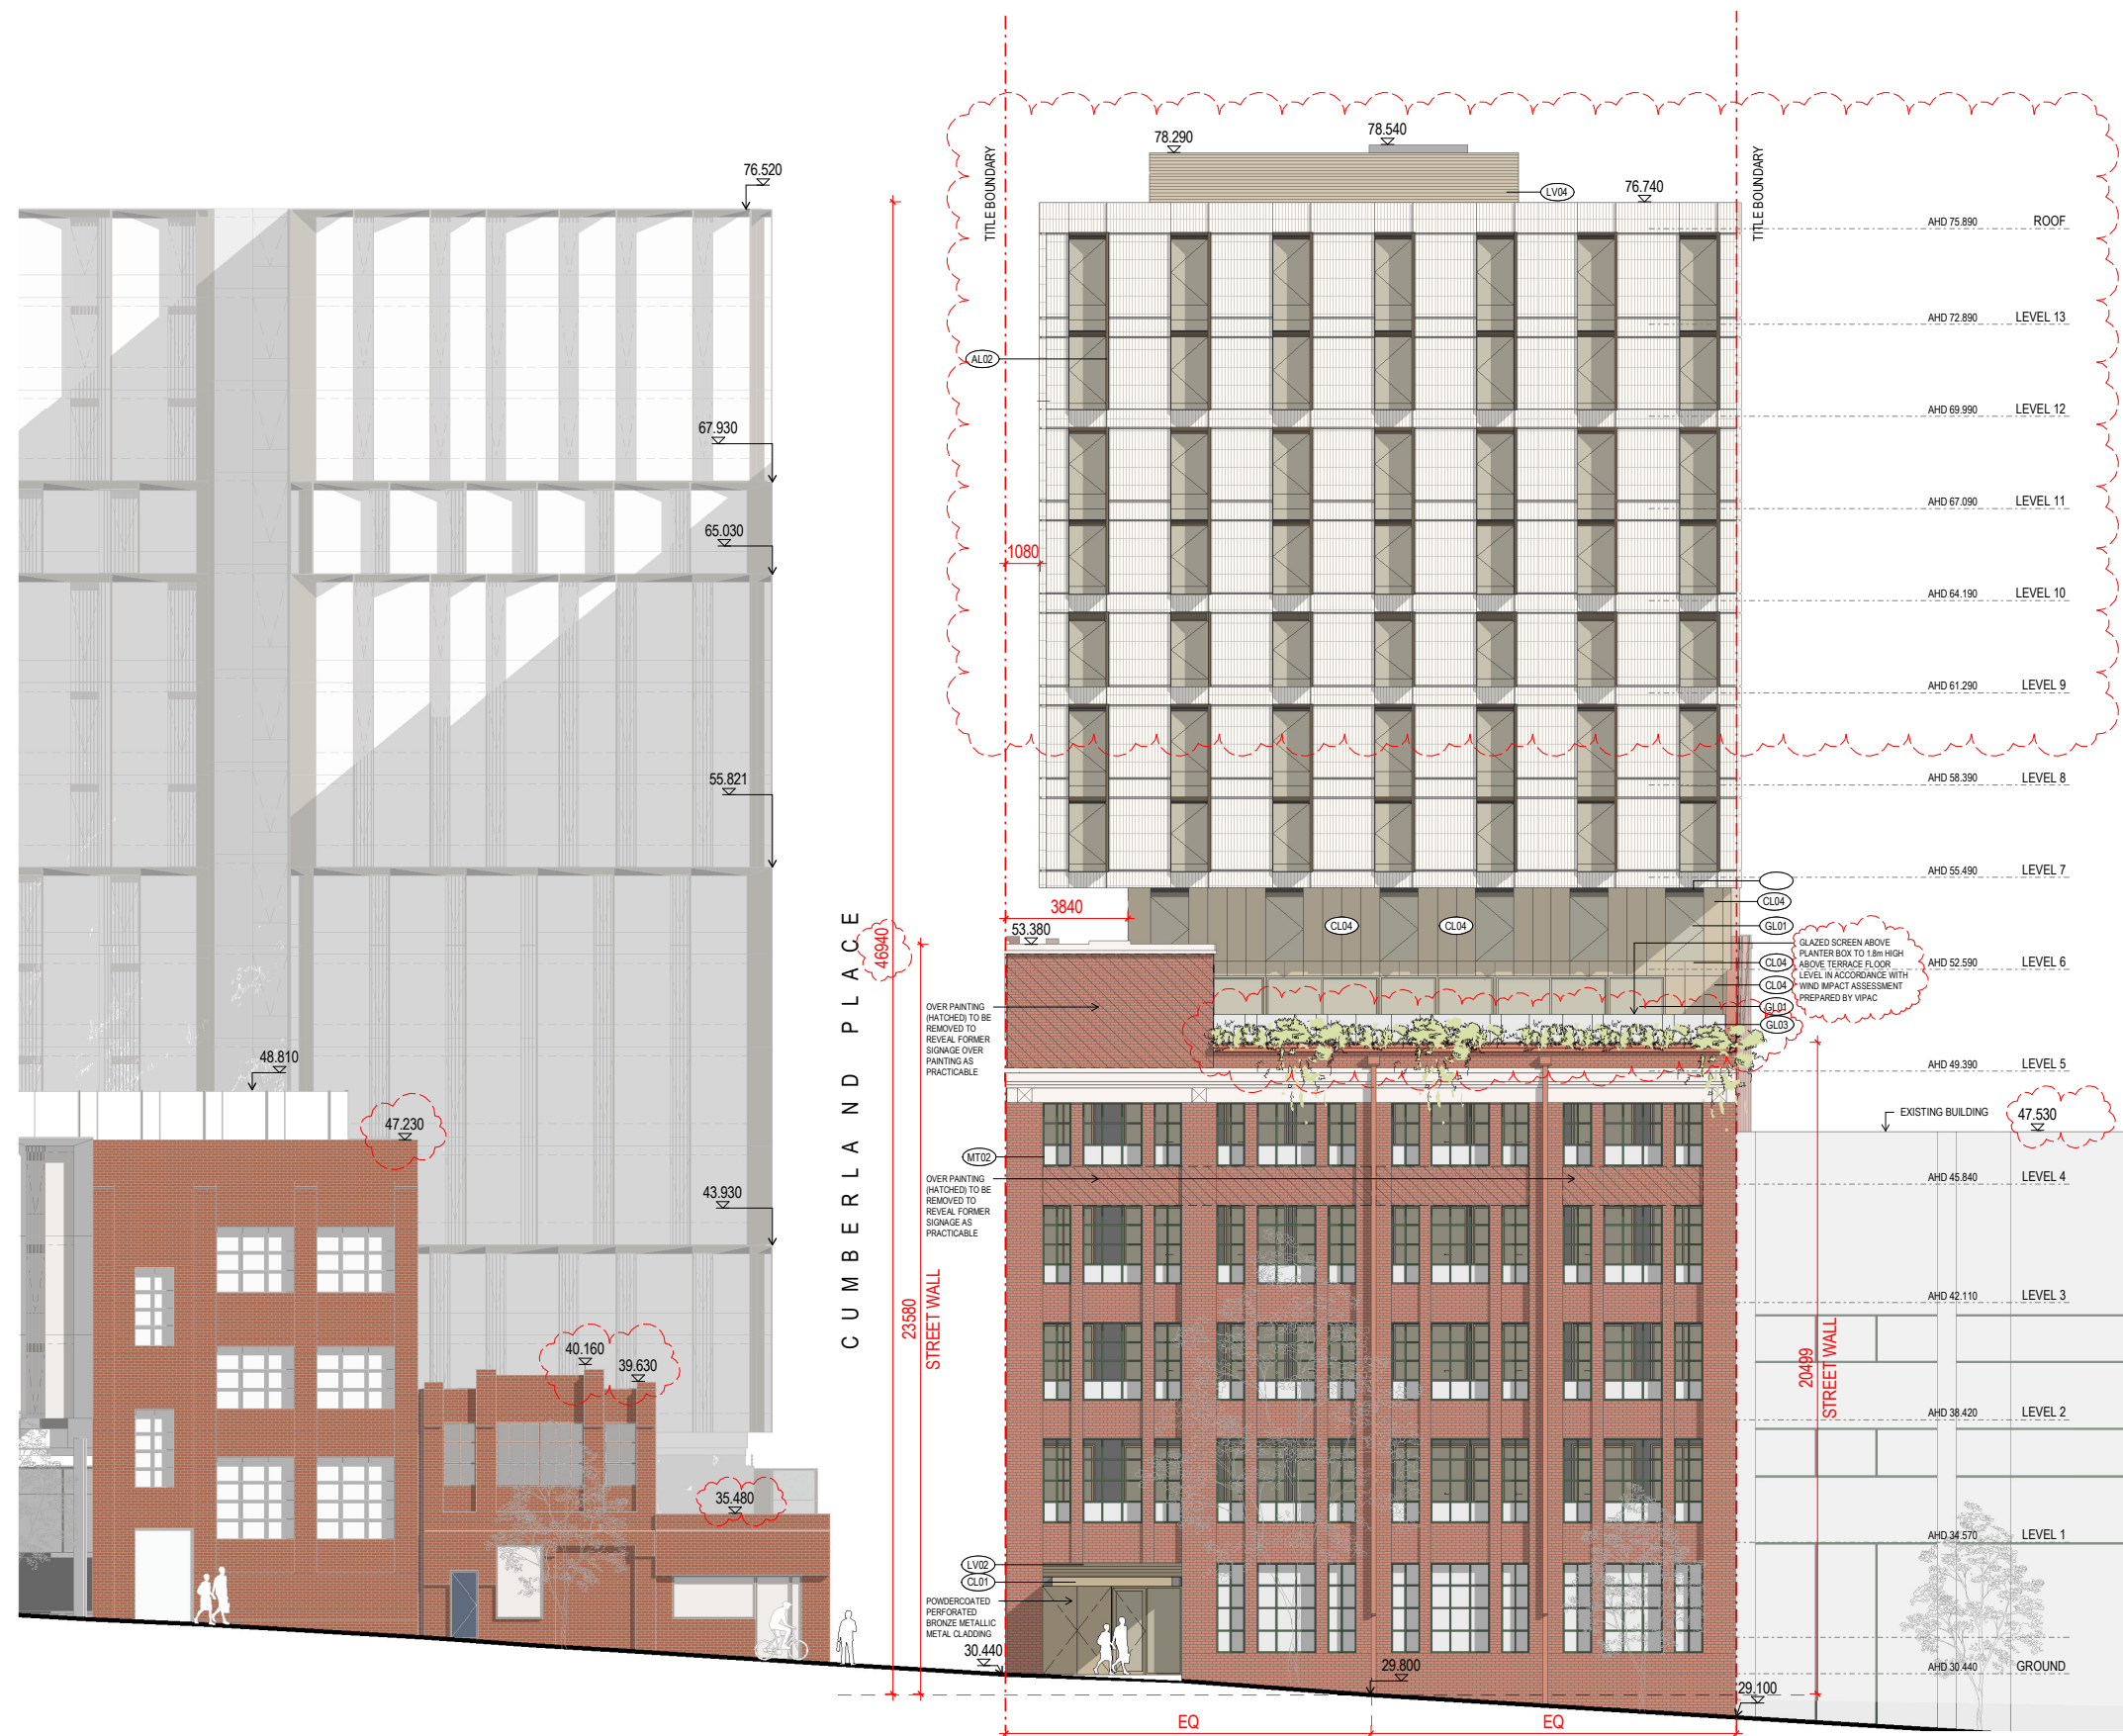 78.290
78.540
76.520
TITLE BOUNDARY
TITLE BOUNDARY
LV04
76.740
AHD 75.890 ROOF
AHD 72.890 LEVEL 13
AL02
AHD 69.990 LEVEL 12
67.930
AHD 67.090 LEVEL 11
65.030
1080
AHD 64.190 LEVEL 10
AHD 61.290 LEVEL 9
55.821
AHD 58.390 LEVEL 8
AHD 55.490 LEVEL 7
CUMBERLAND PLACE
46940
3840
53.380
CL04
CL04
CL04
GL01
CL04
CL04
GL01
GL03
GLAZED SCREEN ABOVE
PLANTER BOX TO 1.8m HIGH
ABOVE TERRACE FLOOR
LEVEL IN ACCORDANCE WITH
WIND IMPACT ASSESSMENT
PREPARED BY VIPAC
AHD 52.590 LEVEL 6
OVER PAINTING
(HATCHED) TO BE
REMOVED TO
REVEAL FORMER
SIGNAGE OVER
PAINTING AS
PRACTICABLE
48.810
AHD 49.390 LEVEL 5
47.230
EXISTING BUILDING
47.530
MT02
OVER PAINTING
(HATCHED) TO BE
REMOVED TO
REVEAL FORMER
SIGNAGE AS
PRACTICABLE
AHD 45.840 LEVEL 4
43.930
23580
STREET WALL
AHD 42.110 LEVEL 3
40.160
39.630
20499
STREET WALL
AHD 38.420 LEVEL 2
35.480
AHD 34.570 LEVEL 1
LV02
CL01
POWDERCOATED
PERFORATED
BRONZE METALLIC
METAL CLADDING
30.440
29.800
AHD 30.440 GROUND
29.100
EQ
EQ